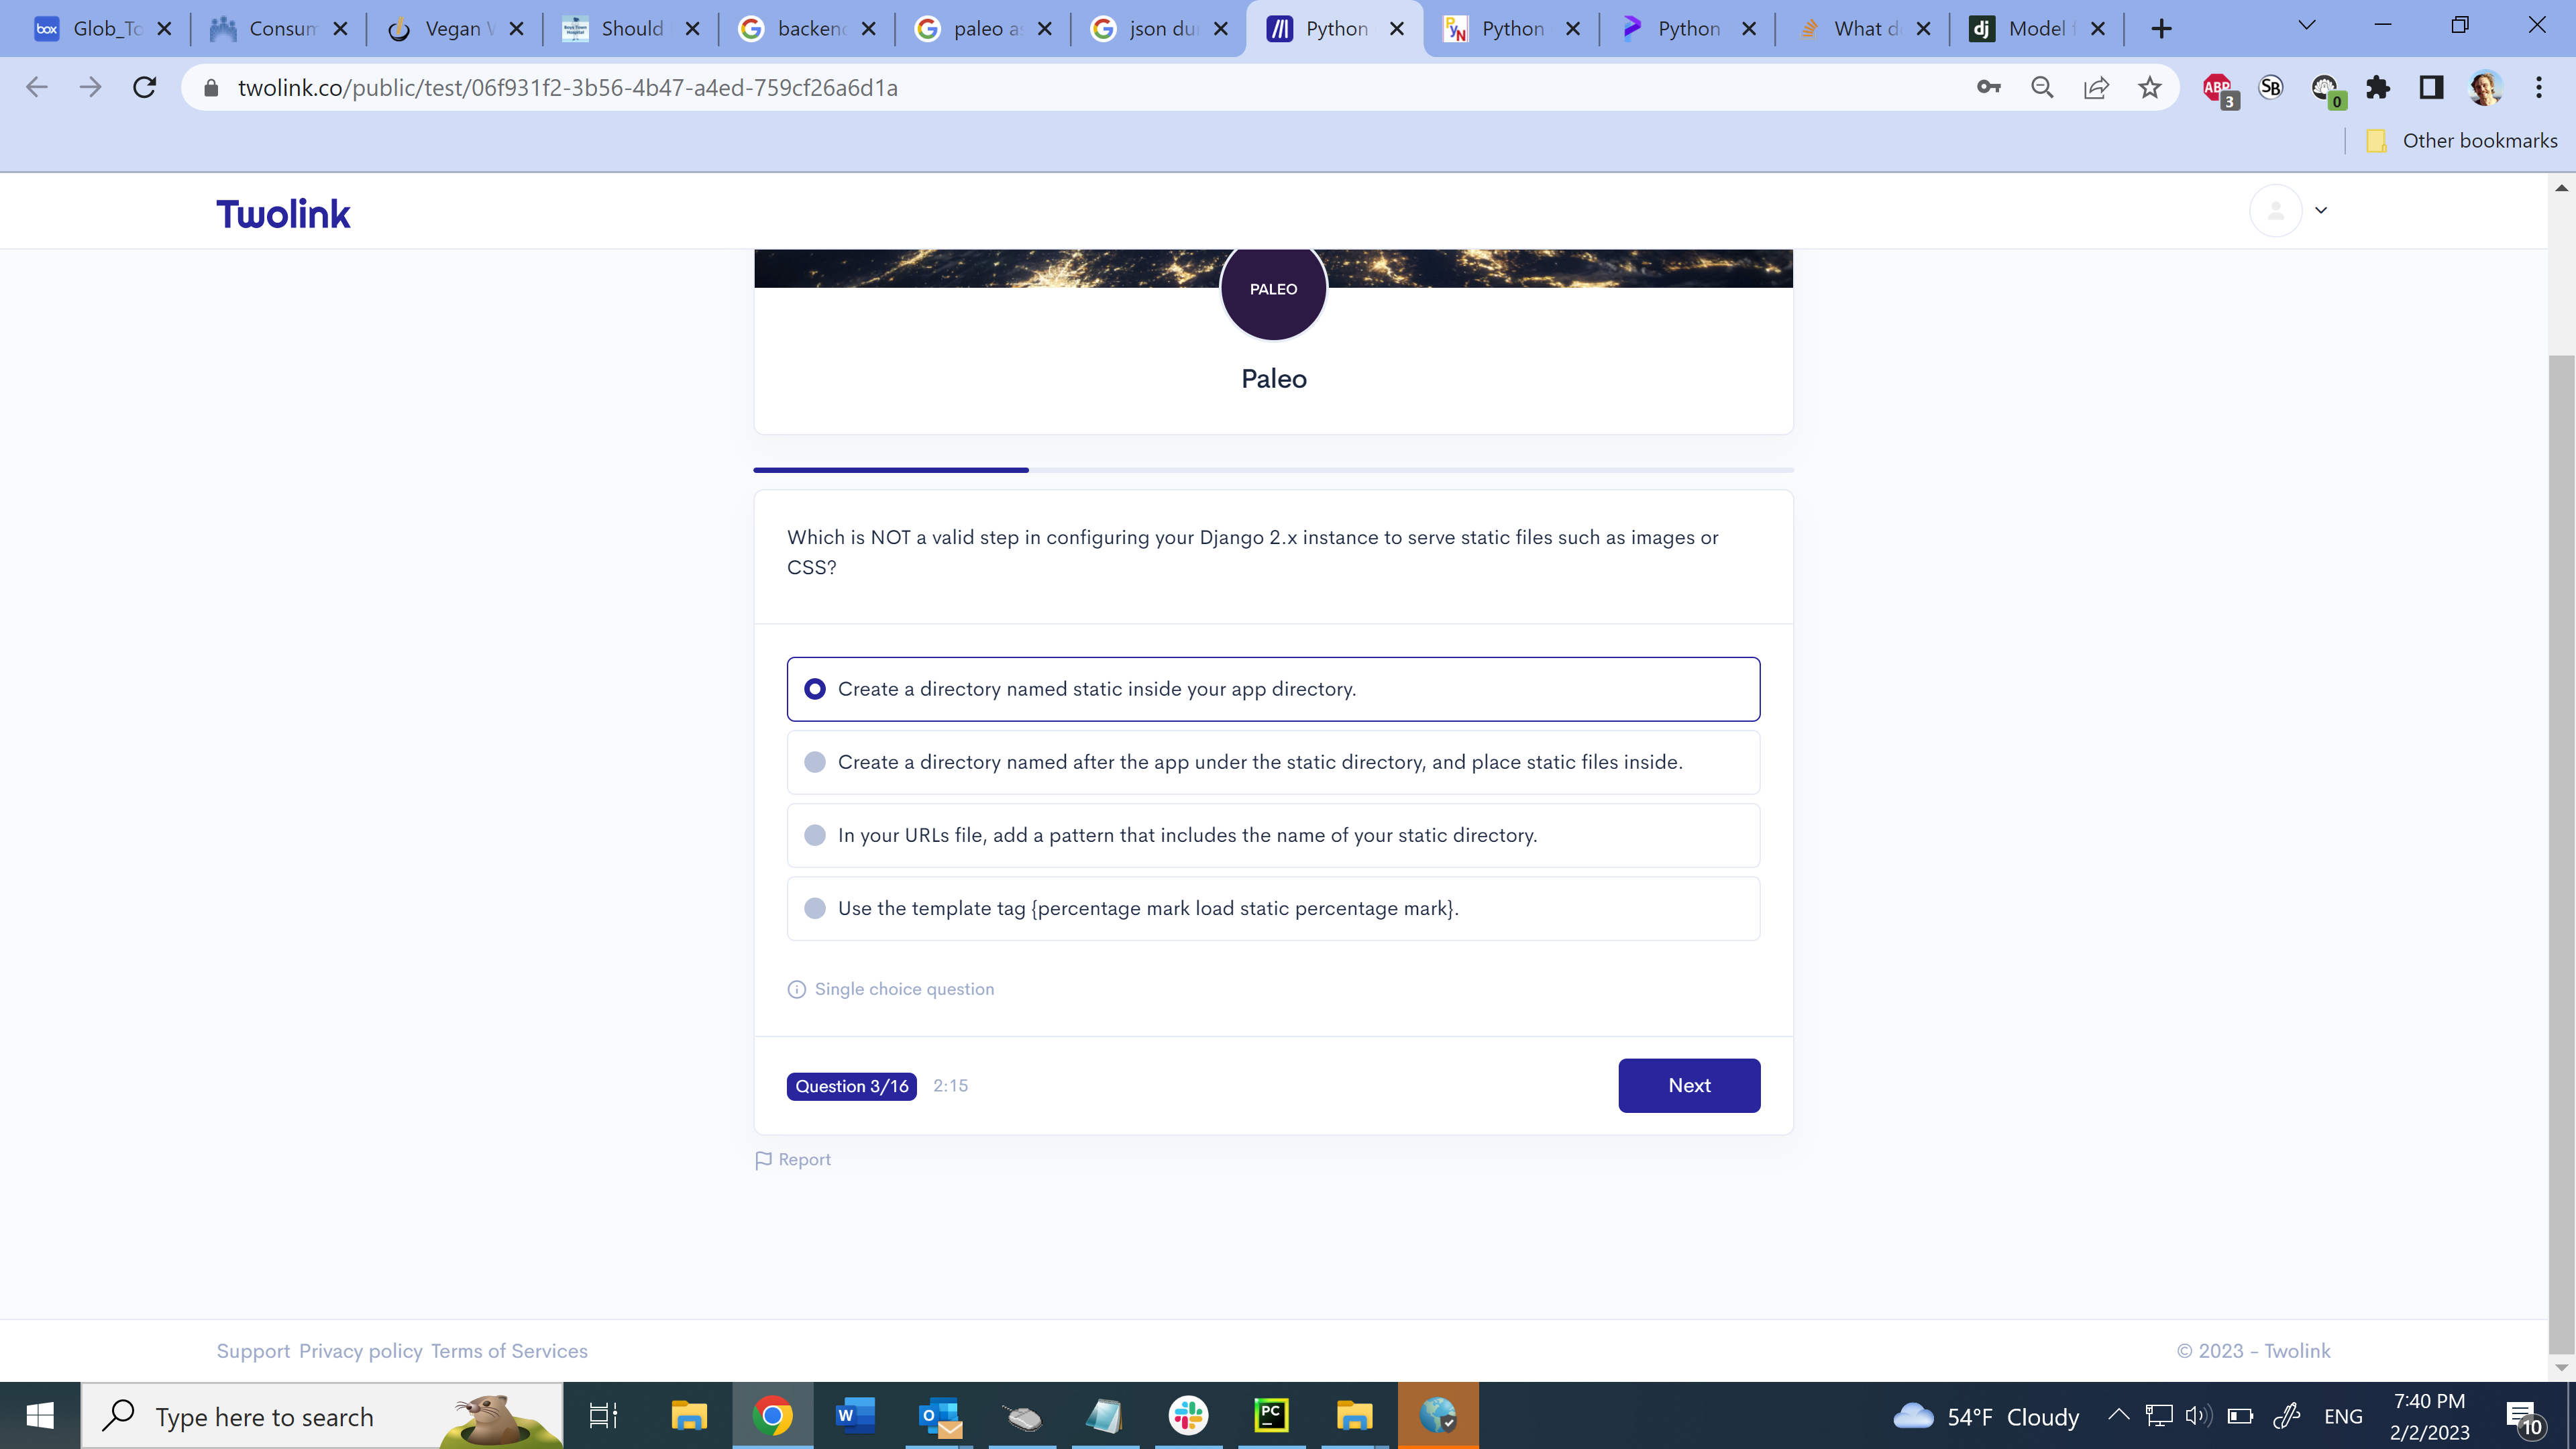 Glob_To
Consum
Vegan
Should
backen
paleo a
json du
Python
Python
Python
What d
Model
twolink.co/public/test/06f931f2-3b56-4b47-a4ed-759cf26a6d1a
ABP
3
SB
0
Other bookmarks
Twolink
PALEO
Paleo
Which is NOT a valid step in configuring your Django 2.x instance to serve static files such as images or
CSS?
Create a directory named static inside your app directory.
Create a directory named after the app under the static directory, and place static files inside.
In your URLs file, add a pattern that includes the name of your static directory.
Use the template tag {percentage mark load static percentage mark}.
Single choice question
Question 3/16 2:15
Next
Report
Support Privacy policy Terms of Services
© 2023 - Twolink
Type here to search
54°F Cloudy
ENG
7:40 PM
2/2/2023
10